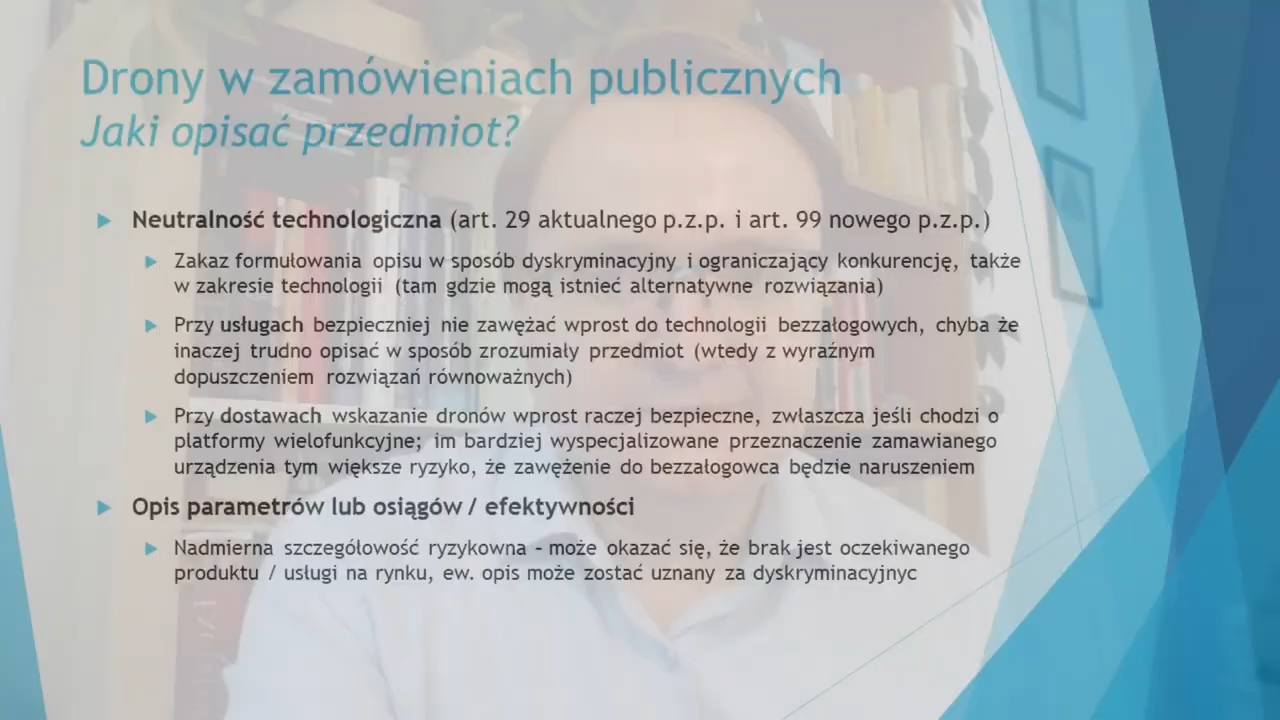 Drony w zamówieniach publicznych
Jaki opisać przedmiot?
Neutralność technologiczna (art. 29 aktualnego p.z.p. i art. 99 nowego p.z.p.)
Zakaz formułowania opisu w sposób dyskryminacyjny i ograniczający konkurencję, także
w zakresie technologii (tam gdzie mogą istnieć alternatywne rozwiązania)
Przy usługach bezpieczniej nie zawężać wprost do technologii bezzałogowych, chyba że
inaczej trudno opisać w sposób zrozumiały przedmiot (wtedy z wyraźnym
dopuszczeniem rozwiązań równoważnych)
Przy dostawach wskazanie dronów wprost raczej bezpieczne, zwłaszcza jeśli chodzi o
platformy wielofunkcyjne; im bardziej wyspecjalizowane przeznaczenie zamawianego
urządzenia tym większe ryzyko, że zawężenie do bezzałogowca będzie naruszeniem
Opis parametrów lub osiągów / efektywności
Nadmierna szczegółowość ryzykowna – może okazać się, że brak jest oczekiwanego
produktu / usługi na rynku, ew. opis może zostać uznany za dyskryminacyjnyc